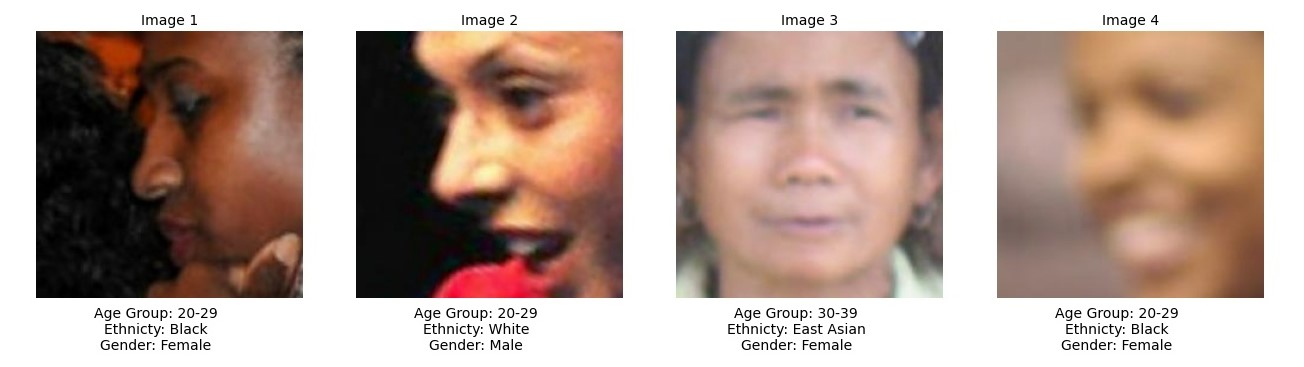 Image 1
Image 2
Image 3
Image 4
Age Group: 20-29
Ethnicty: Black
Gender: Female
Age Group: 20-29
Ethnicty: White
Gender: Male
Age Group: 30-39
Ethnicty: East Asian
Gender: Female
Age Group: 20-29
Ethnicty: Black
Gender: Female